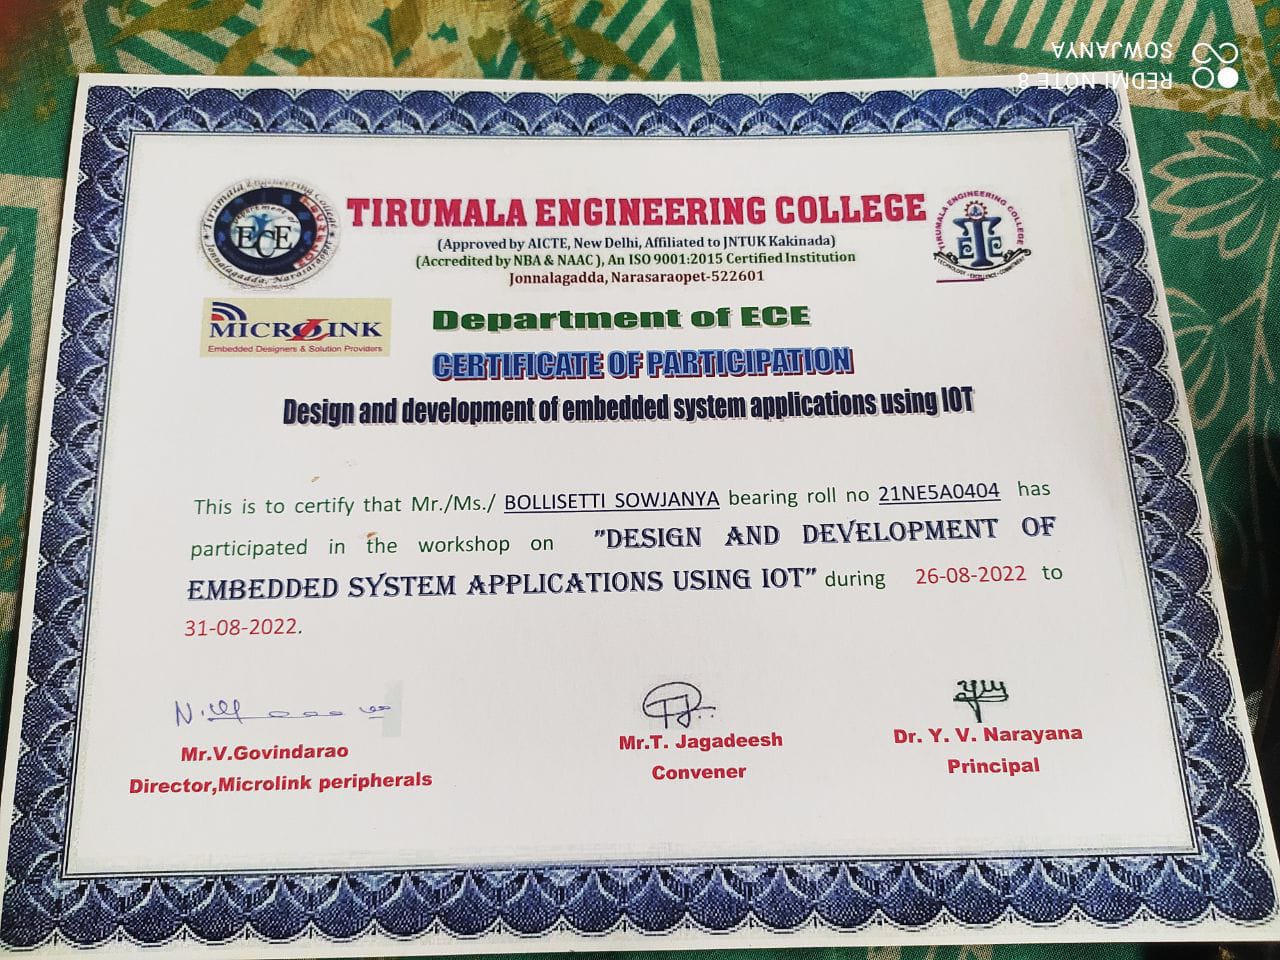 REDMI NOTE 8
SOWJANYA
TIRUMALA ENGINEERING COLLEGE
(Approved by AICTE, New Delhi, Affiliated to JNTUK Kakinada)
(Accredited by NBA & NAAC ), An ISO 9001:2015 Certified Institution
Jonnalagadda, Narasaraopet-522601
Tirumala Engineering College
ECE
Jonnalagadda, Narasaraopet
TIRUMALA ENGINEERING COLLEGE
TECHNOLOGY - EXCELLENCE - COMMITMENT
MICROLINK
Embedded Designers & Solution Providers
Department of ECE
CERTIFICATE OF PARTICIPATION
Design and development of embedded system applications using IOT
This is to certify that Mr./Ms./ BOLLISETTI SOWJANYA bearing roll no 21NE5A0404 has
participated in the workshop on "DESIGN AND DEVELOPMENT OF
EMBEDDED SYSTEM APPLICATIONS USING IOT" during 26-08-2022 to
31-08-2022.
Mr.V.Govindarao
Director,Microlink peripherals
Mr.T. Jagadeesh
Convener
Dr. Y. V. Narayana
Principal